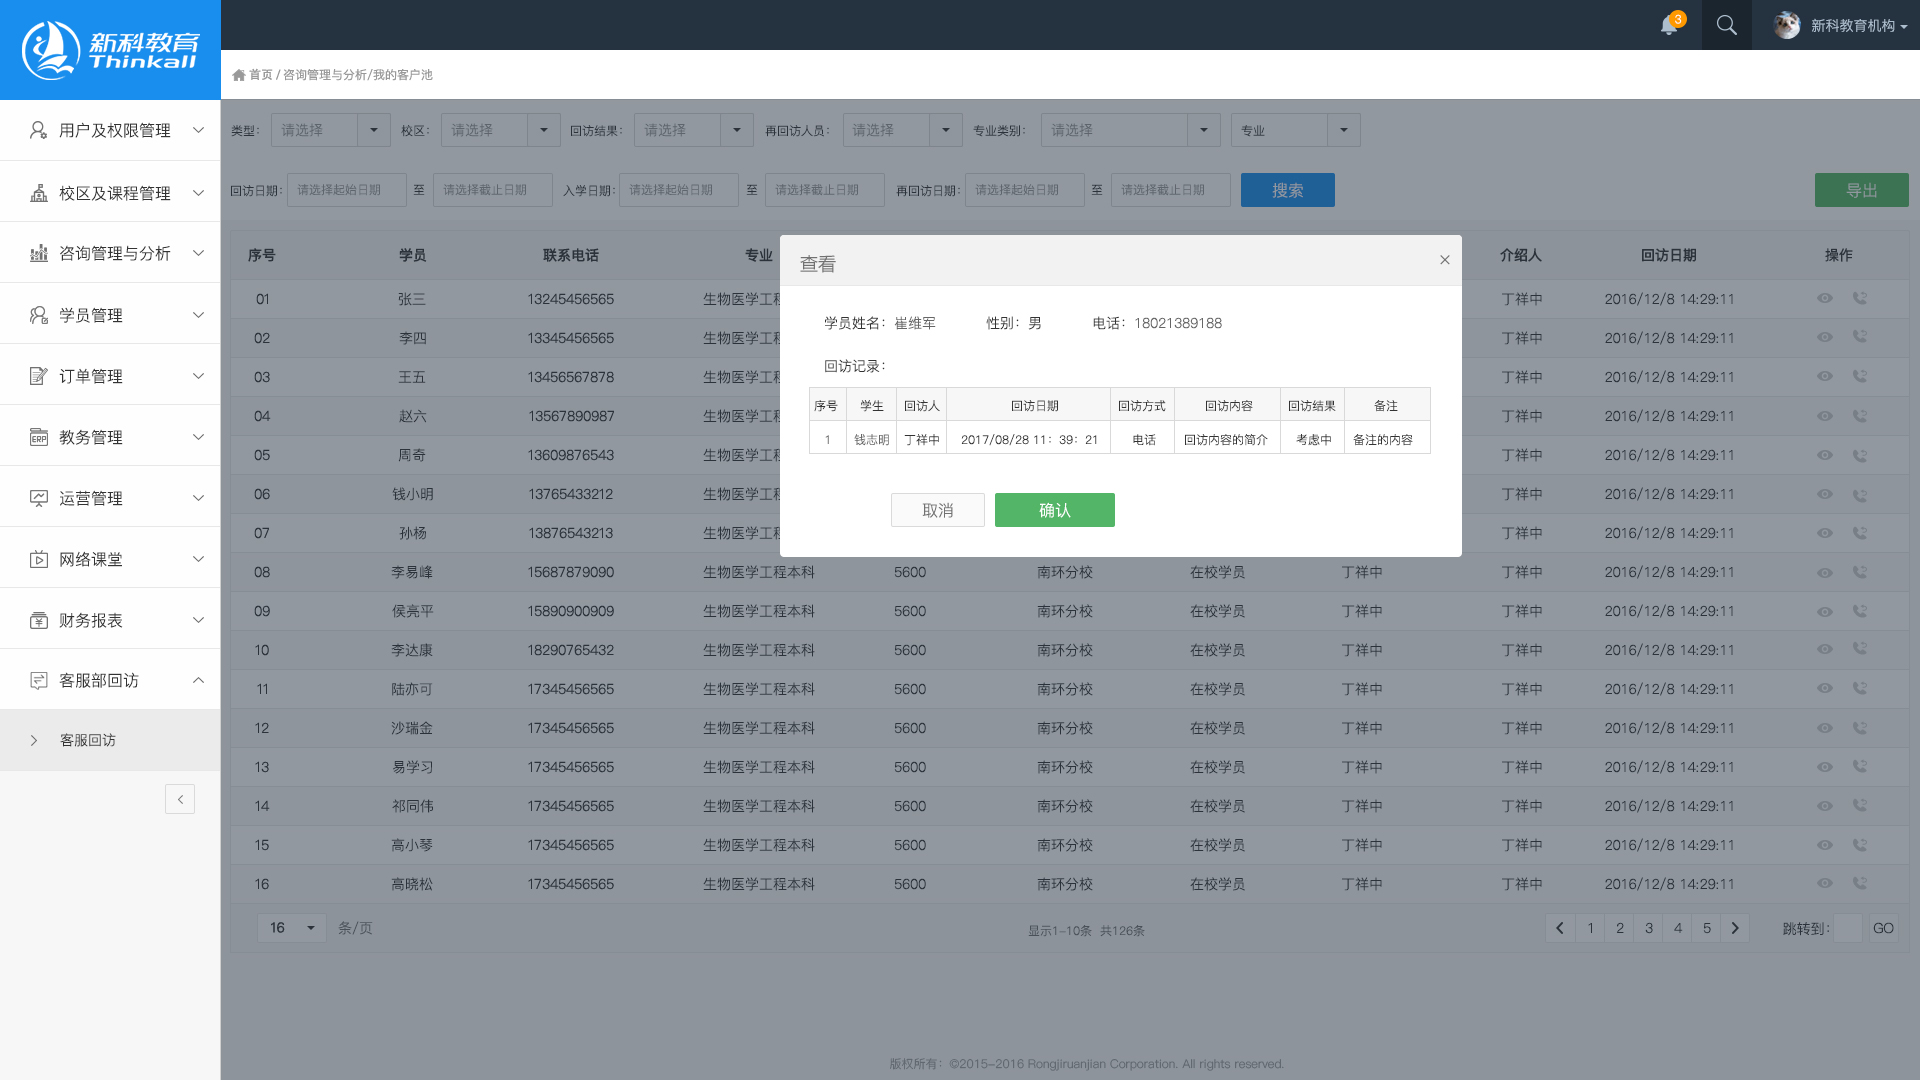 新科教育
Thinkall
3
新科教育机构
首页 / 咨询管理与分析/我的客户池
用户及权限管理
校区及课程管理
咨询管理与分析
学员管理
订单管理
教务管理
ERP
运营管理
网络课堂
财务报表
客服部回访
客服回访
类型: 请选择 校区: 请选择 回访结果: 请选择 再回访人员: 请选择 专业类别: 请选择 专业
回访日期: 请选择起始日期 至 请选择截止日期 入学日期: 请选择起始日期 至 请选择截止日期 再回访日期: 请选择起始日期 至 请选择截止日期 搜索 导出
序号 学员 联系电话 专业 介绍人 回访日期 操作
01 张三 13245456565 生物医学工程 丁祥中 2016/12/8 14:29:11
02 李四 13345456565 生物医学工程 丁祥中 2016/12/8 14:29:11
03 王五 13456567878 生物医学工程 丁祥中 2016/12/8 14:29:11
04 赵六 13567890987 生物医学工程 丁祥中 2016/12/8 14:29:11
05 周奇 13609876543 生物医学工程 丁祥中 2016/12/8 14:29:11
06 钱小明 13765433212 生物医学工程 丁祥中 2016/12/8 14:29:11
07 孙杨 13876543213 生物医学工程 丁祥中 2016/12/8 14:29:11
08 李易峰 15687879090 生物医学工程本科 5600 南环分校 在校学员 丁祥中 丁祥中 2016/12/8 14:29:11
09 侯亮平 15890900909 生物医学工程本科 5600 南环分校 在校学员 丁祥中 丁祥中 2016/12/8 14:29:11
10 李达康 18290765432 生物医学工程本科 5600 南环分校 在校学员 丁祥中 丁祥中 2016/12/8 14:29:11
11 陆亦可 17345456565 生物医学工程本科 5600 南环分校 在校学员 丁祥中 丁祥中 2016/12/8 14:29:11
12 沙瑞金 17345456565 生物医学工程本科 5600 南环分校 在校学员 丁祥中 丁祥中 2016/12/8 14:29:11
13 易学习 17345456565 生物医学工程本科 5600 南环分校 在校学员 丁祥中 丁祥中 2016/12/8 14:29:11
14 祁同伟 17345456565 生物医学工程本科 5600 南环分校 在校学员 丁祥中 丁祥中 2016/12/8 14:29:11
15 高小琴 17345456565 生物医学工程本科 5600 南环分校 在校学员 丁祥中 丁祥中 2016/12/8 14:29:11
16 高晓松 17345456565 生物医学工程本科 5600 南环分校 在校学员 丁祥中 丁祥中 2016/12/8 14:29:11
16 条/页 显示1-10条 共126条 1 2 3 4 5 跳转到: GO
查看 ×
学员姓名: 崔维军 性别: 男 电话: 18021389188
回访记录:
序号 学生 回访人 回访日期 回访方式 回访内容 回访结果 备注
1 钱志明 丁祥中 2017/08/28 11: 39: 21 电话 回访内容的简介 考虑中 备注的内容
取消 确认
版权所有: ©2015-2016 Rongjiruanjian Corporation. All rights reserved.